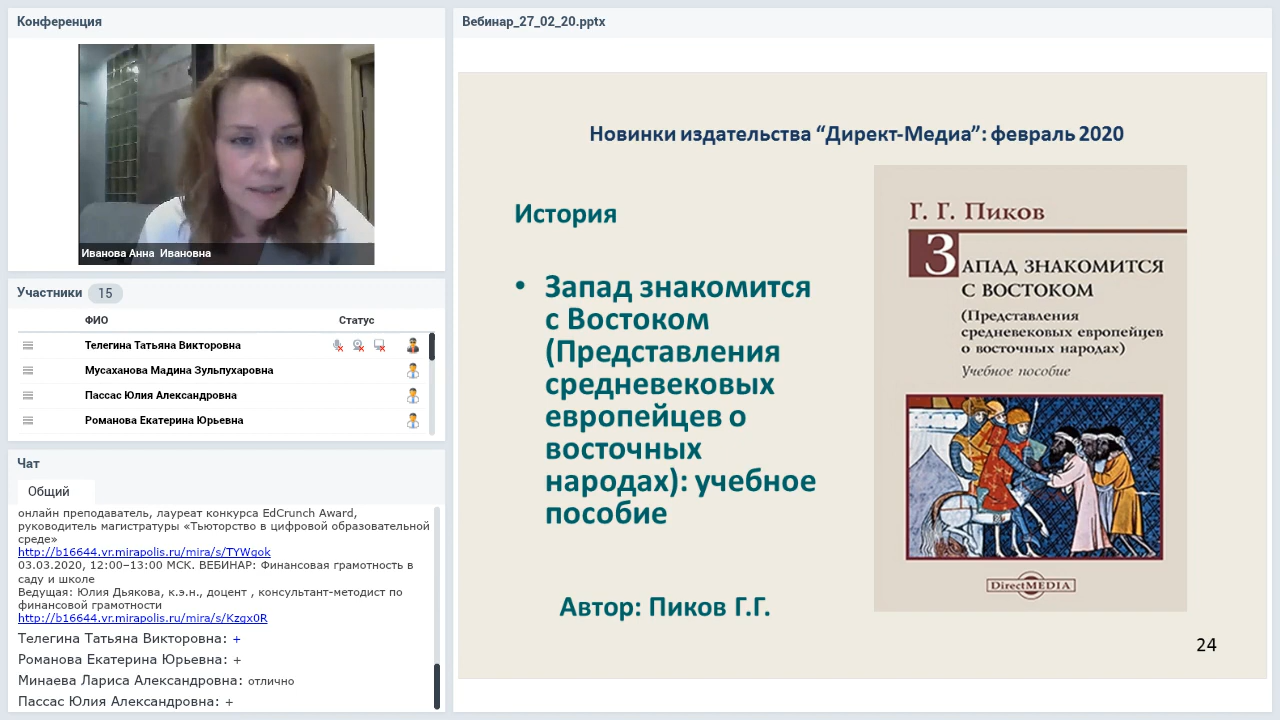 Конференция
Иванова Анна  Ивановна
Участники 15
ФИО Статус
Телегина Татьяна Викторовна
Мусаханова Мадина Зульпухаровна
Пассас Юлия Александровна
Романова Екатерина Юрьевна
Чат
Общий
онлайн преподаватель, лауреат конкурса EdCrunch Award,
руководитель магистратуры «Тьюторство в цифровой образовательной
среде»
http://b16644.vr.mirapolis.ru/mira/s/TYWgok
03.03.2020, 12:00–13:00 МСК. ВЕБИНАР: Финансовая грамотность в
саду и школе
Ведущая: Юлия Дьякова, к.э.н., доцент , консультант-методист по
финансовой грамотности
http://b16644.vr.mirapolis.ru/mira/s/Kzgx0R
Телегина Татьяна Викторовна: +
Романова Екатерина Юрьевна: +
Минаева Лариса Александровна: отлично
Пассас Юлия Александровна: +
Вебинар_27_02_20.pptx
Новинки издательства “Директ-Медиа”: февраль 2020
История
• Запад знакомится
с Востоком
(Представления
средневековых
европейцев о
восточных
народах): учебное
пособие
Автор: Пиков Г.Г.
Г. Г. Пиков
ЗАПАД ЗНАКОМИТСЯ
С ВОСТОКОМ
(Представления
средневековых европейцев
о восточных народах)
Учебное пособие
DirectMEDIA
24